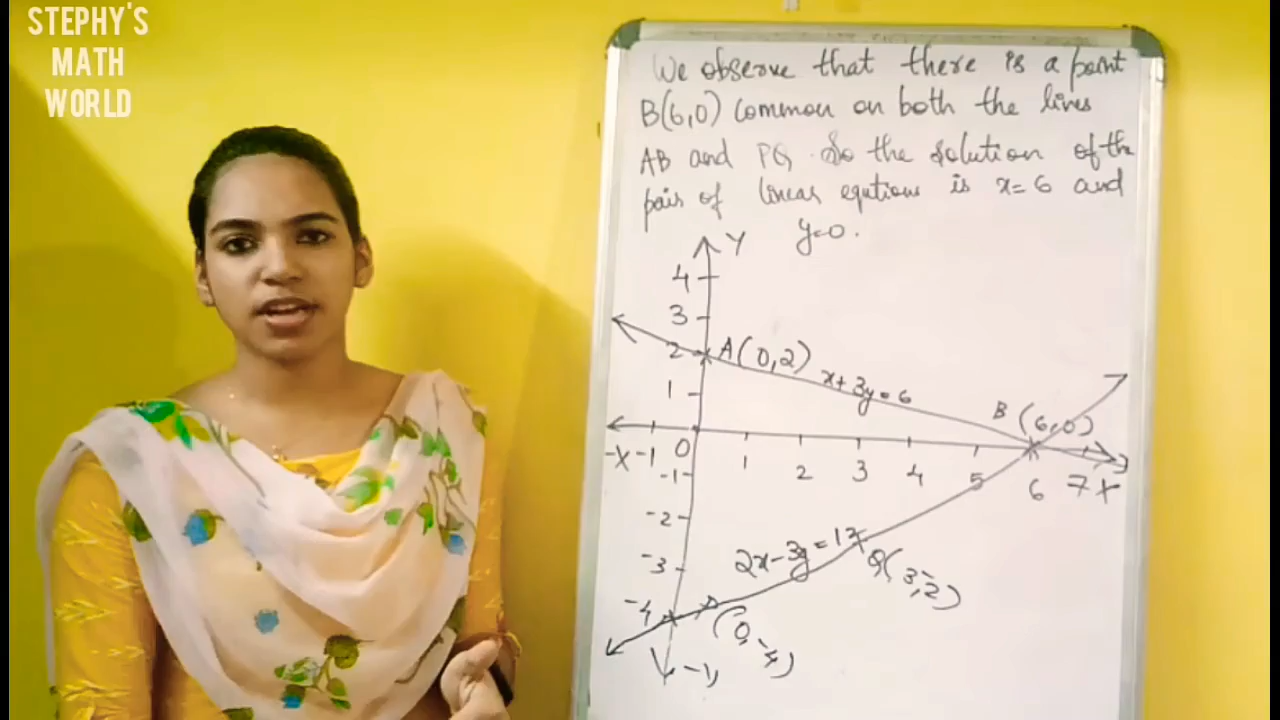 STEPHY'S
MATH
WORLD
We observe that there is a point
B(6,0) common on both the lines
AB and PQ. So the solution of the
pair of linear eqution is x=6 and
y=0.
Y
4
3
2 A(0,2) x+3y=6
1
B (6,0)
-X -1 0 1 2 3 4 5 6 7 X
-1
-2
-3 2x-3y=12
Q(3,-2)
-4 P
(0,-4)
-y